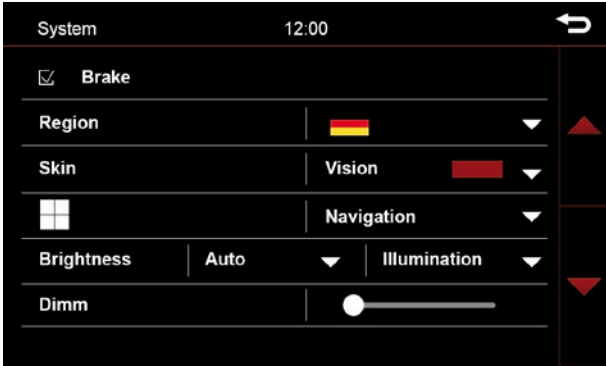 System 12:00
Brake
Region
Skin Vision
Navigation
Brightness Auto Illumination
Dimm